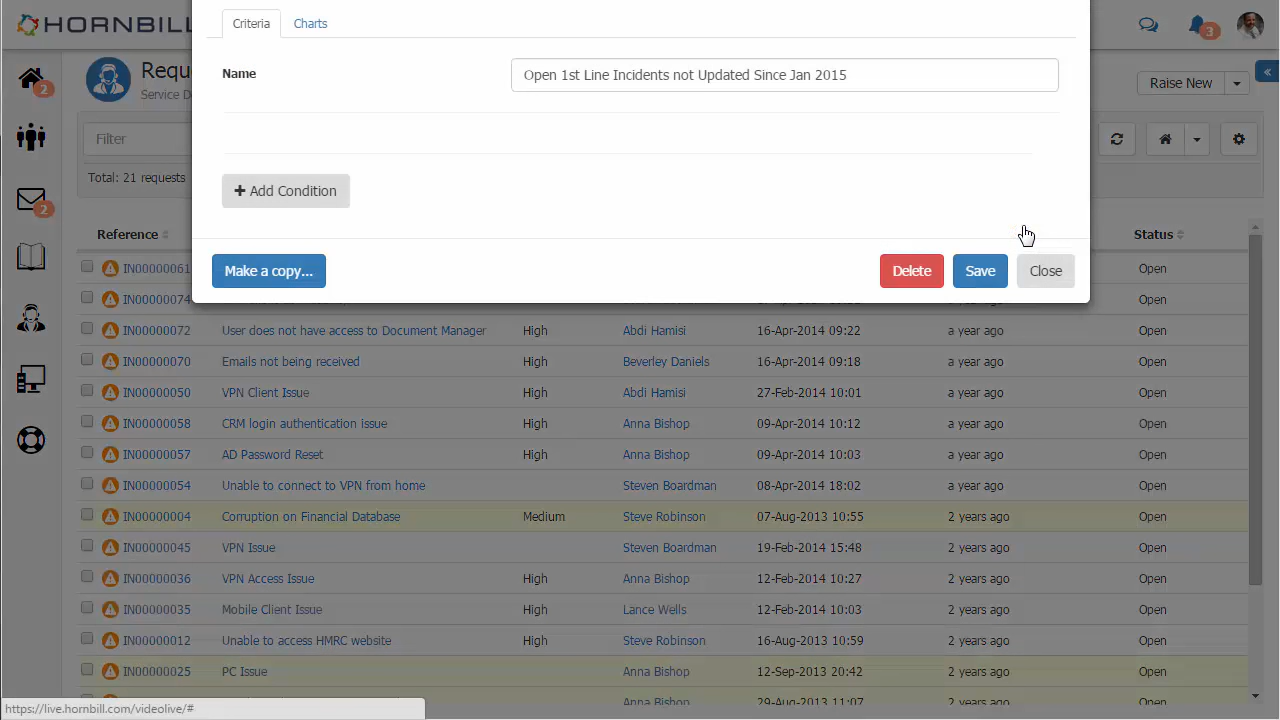 HORNBILL
Criteria
Charts
3
2
Requ
Service D
Name
Open 1st Line Incidents not Updated Since Jan 2015
Raise New
Filter
Total: 21 requests
+ Add Condition
2
Reference
Status
Make a copy...
Delete
Save
Close
IN00000061
Open
IN00000074
Open
IN00000072 User does not have access to Document Manager High Abdi Hamisi 16-Apr-2014 09:22 a year ago Open
IN00000070 Emails not being received High Beverley Daniels 16-Apr-2014 09:18 a year ago Open
IN00000050 VPN Client Issue High Abdi Hamisi 27-Feb-2014 10:01 a year ago Open
IN00000058 CRM login authentication issue High Anna Bishop 09-Apr-2014 10:12 a year ago Open
IN00000057 AD Password Reset High Anna Bishop 09-Apr-2014 10:03 a year ago Open
IN00000054 Unable to connect to VPN from home Steven Boardman 08-Apr-2014 18:02 a year ago Open
IN00000004 Corruption on Financial Database Medium Steve Robinson 07-Aug-2013 10:55 2 years ago Open
IN00000045 VPN Issue Steven Boardman 19-Feb-2014 15:48 2 years ago Open
IN00000036 VPN Access Issue High Anna Bishop 12-Feb-2014 10:27 2 years ago Open
IN00000035 Mobile Client Issue High Lance Wells 12-Feb-2014 10:03 2 years ago Open
IN00000012 Unable to access HMRC website High Steve Robinson 16-Aug-2013 10:59 2 years ago Open
IN00000025 PC Issue Anna Bishop 12-Sep-2013 20:42 2 years ago Open
Anna Bishop 29-Aug-2013 2 years ago Open
https://live.hornbill.com/videolive/#